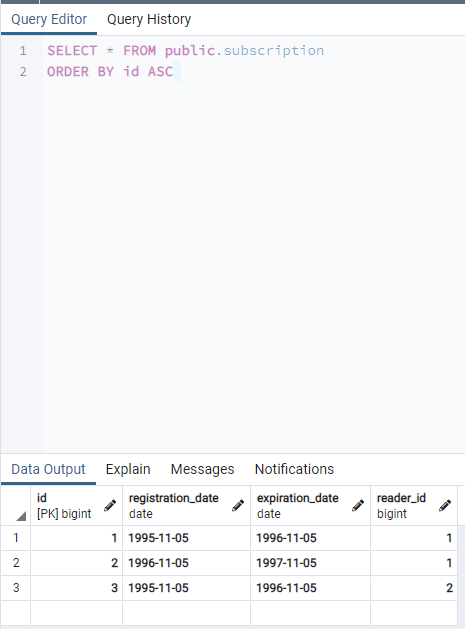 Query Editor Query History
1 SELECT * FROM public.subscription
2 ORDER BY id ASC
Data Output Explain Messages Notifications
id registration_date expiration_date reader_id
[PK] bigint date date bigint
1 1 1995-11-05 1996-11-05 1
2 2 1996-11-05 1997-11-05 1
3 3 1995-11-05 1996-11-05 2